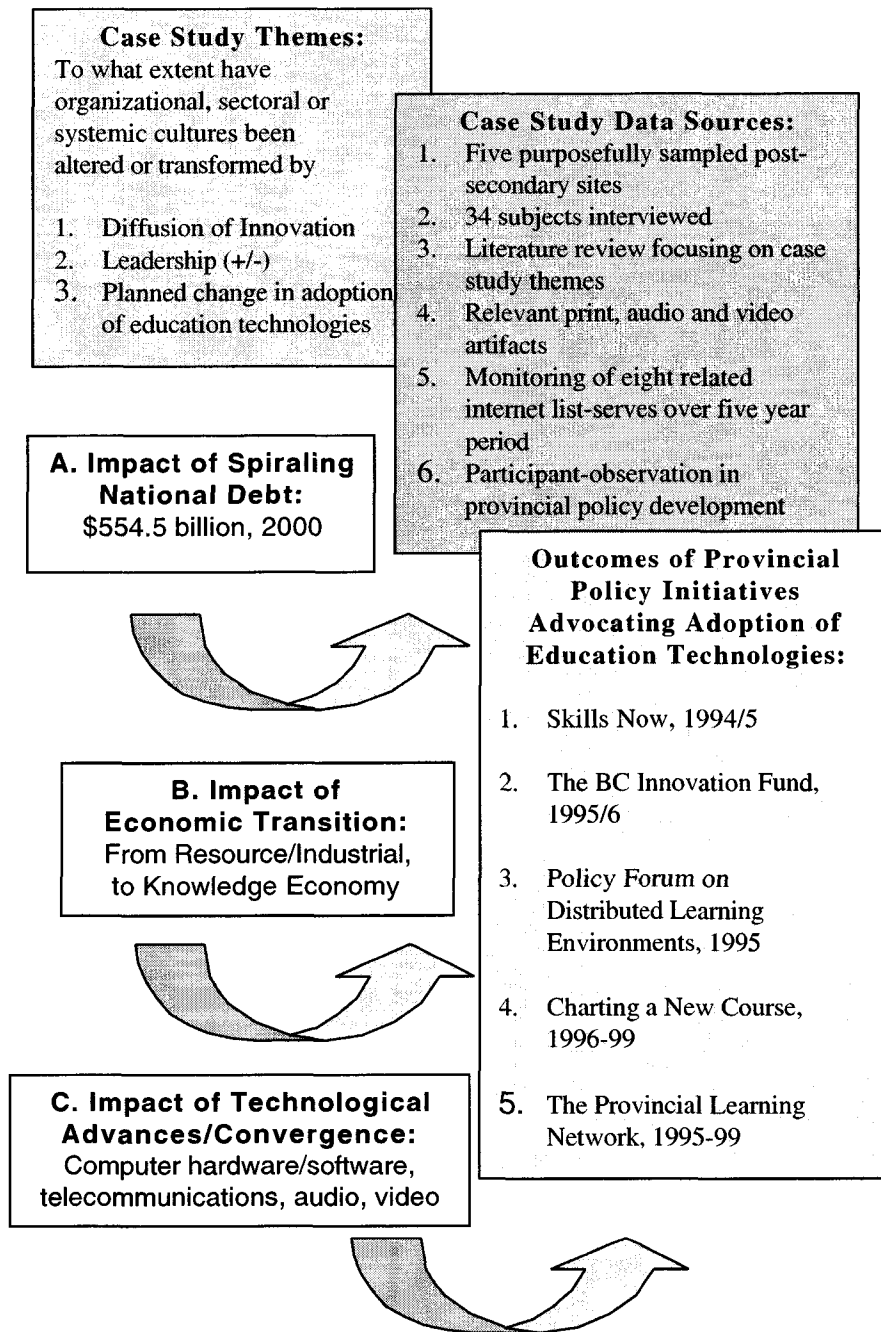 Case Study Themes:
To what extent have
organizational, sectoral or
systemic cultures been
altered or transformed by
1. Diffusion of Innovation
2. Leadership (+/-)
3. Planned change in adoption
of education technologies
Case Study Data Sources:
1. Five purposefully sampled post-
secondary sites
2. 34 subjects interviewed
3. Literature review focusing on case
study themes
4. Relevant print, audio and video
artifacts
5. Monitoring of eight related
internet list-serves over five year
period
6. Participant-observation in
provincial policy development
A. Impact of Spiraling
National Debt:
$554.5 billion, 2000
B. Impact of
Economic Transition:
From Resource/Industrial,
to Knowledge Economy
C. Impact of Technological
Advances/Convergence:
Computer hardware/software,
telecommunications, audio, video
Outcomes of Provincial
Policy Initiatives
Advocating Adoption of
Education Technologies:
1. Skills Now, 1994/5
2. The BC Innovation Fund,
1995/6
3. Policy Forum on
Distributed Learning
Environments, 1995
4. Charting a New Course,
1996-99
5. The Provincial Learning
Network, 1995-99